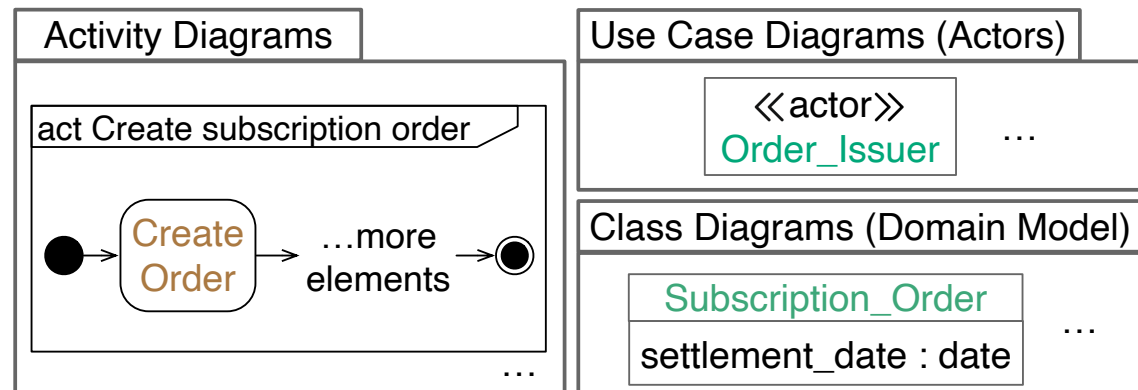 Activity Diagrams
act Create subscription order
Create
Order
…more
elements
…
Use Case Diagrams (Actors)
≪actor≫
Order_Issuer
…
Class Diagrams (Domain Model)
Subscription_Order
settlement_date : date
…